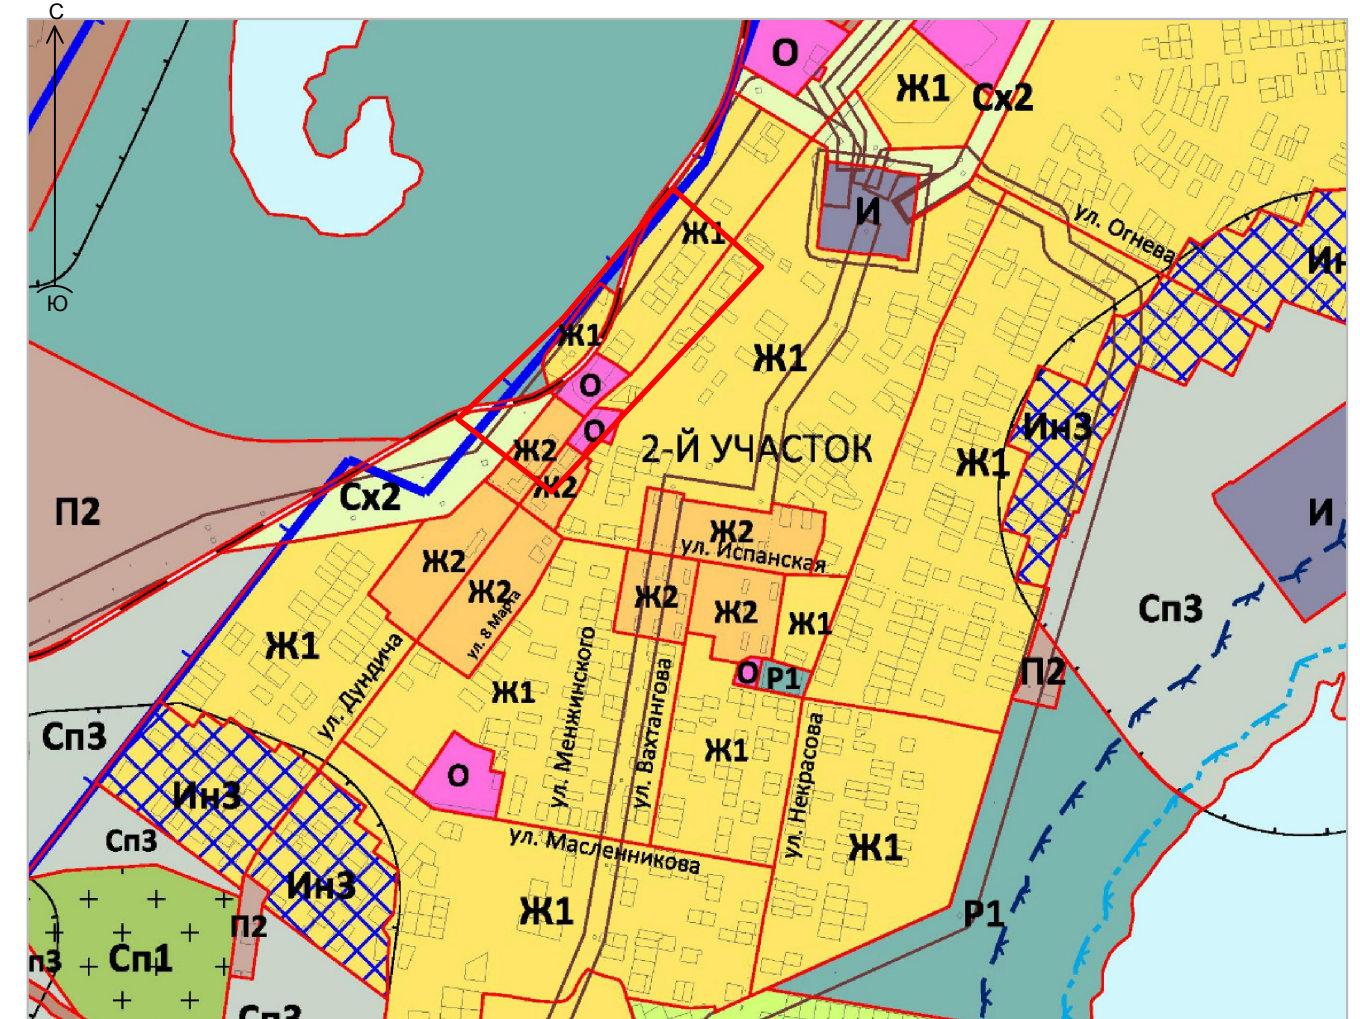 С
О
Ж1
Сх2
И
ул. Огнева
Ж1
Ин
Ю
Ж1
Ж1
О
О
2-Й УЧАСТОК
Ин3
Ж1
Ж2
Ж2
Сх2
П2
И
Ж2
ул. Испанская
Ж2
Ж2
Ж2
Ж2
Ж1
Сп3
ул. 8 Марта
Ж1
ул. Дундича
ул. Менжинского
ул. Вахтангова
О
Р1
П2
Ж1
Сп3
Ж1
ул. Некрасова
О
Ин3
Сп3
ул. Масленникова
Ж1
Ин3
Ж1
П2
Р1
п3
Сп1
Сп3